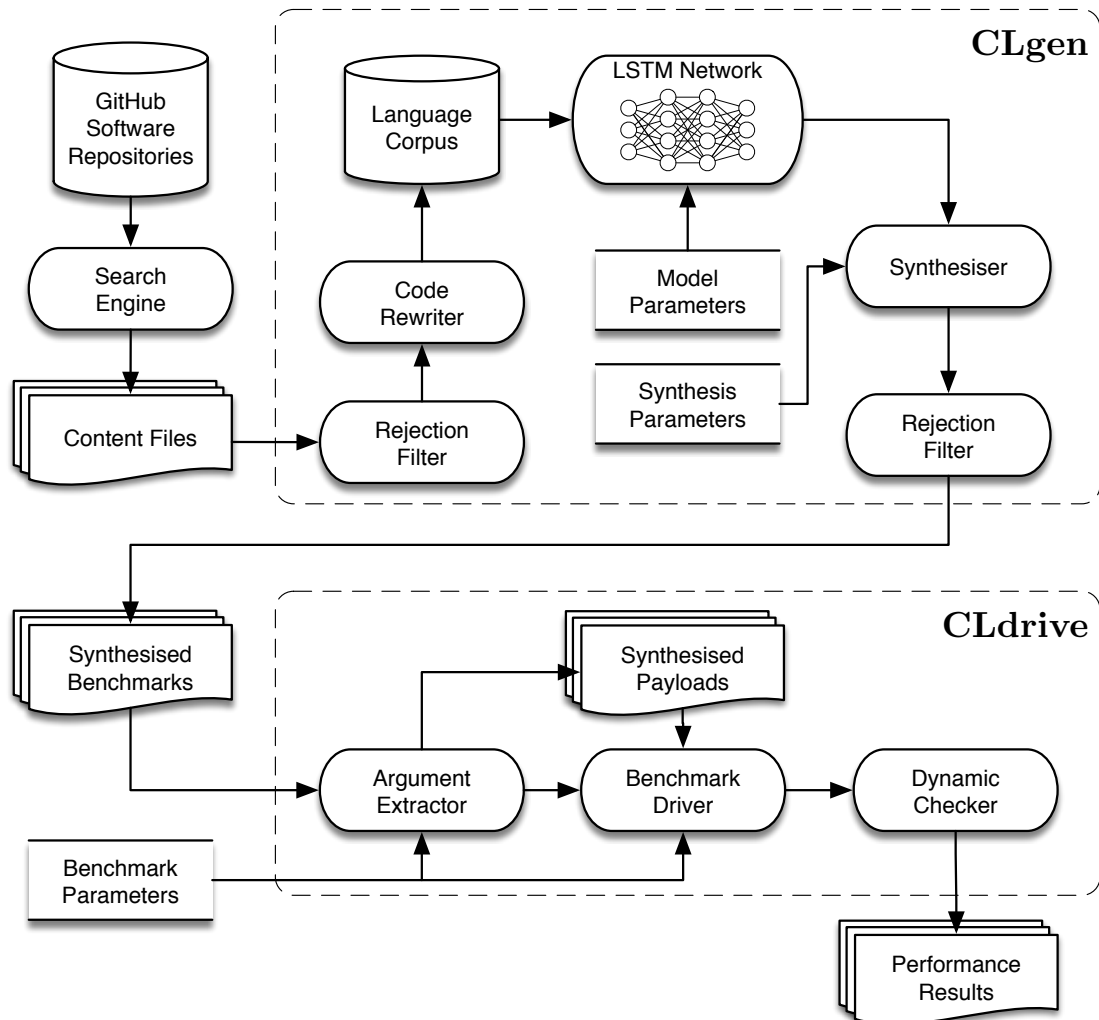 CLgen
GitHub
Software
Repositories
Language
Corpus
LSTM Network
Search
Engine
Code
Rewriter
Model
Parameters
Synthesiser
Content Files
Rejection
Filter
Synthesis
Parameters
Rejection
Filter
CLdrive
Synthesised
Benchmarks
Synthesised
Payloads
Argument
Extractor
Benchmark
Driver
Dynamic
Checker
Benchmark
Parameters
Performance
Results